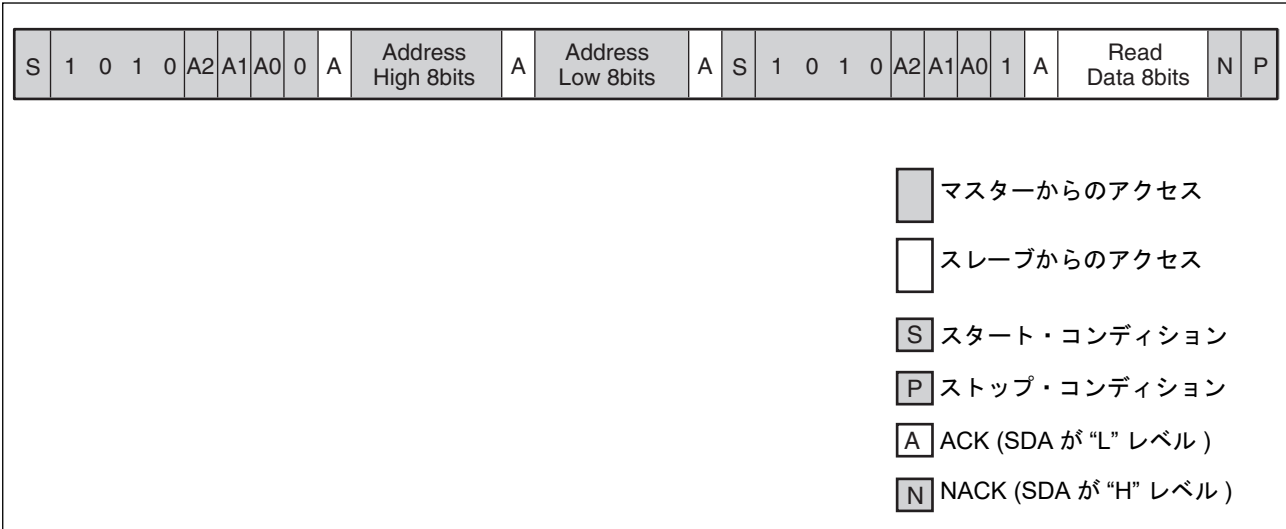 S 1 0 1 0 A2 A1 A0 0 A Address High 8bits A Address Low 8bits A S 1 0 1 0 A2 A1 A0 1 A Read Data 8bits N P
マスターからのアクセス
スレーブからのアクセス
S スタート・コンディション
P ストップ・コンディション
A ACK (SDA が “L” レベル )
N NACK (SDA が “H” レベル )